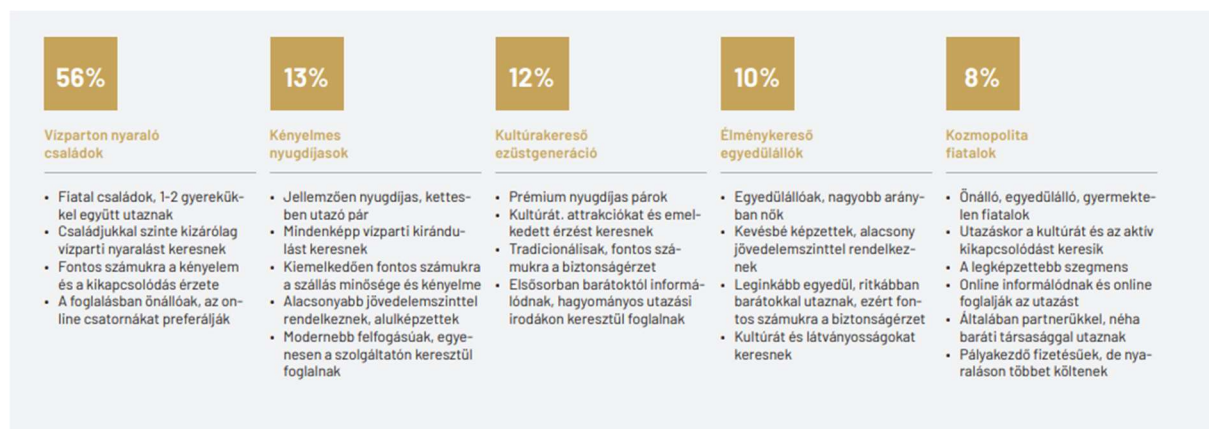 56%
Vízparton nyaraló
családok
• Fiatal családok, 1-2 gyerekük-
kel együtt utaznak
• Családjukkal szinte kizárólag
vízparti nyaralást keresnek
• Fontos számukra a kényelem
és a kikapcsolódás érzete
• A foglalásban önállóak, az on-
line csatornákat preferálják
13%
Kényelmes
nyugdíjasok
• Jellemzően nyugdíjas, kettes-
ben utazó pár
• Mindenképp vízparti kirándu-
lást keresnek
• Kiemelkedően fontos számukra
a szállás minősége és kényelme
• Alacsonyabb jövedelemszinttel
rendelkeznek, alulképzettek
• Modernebb felfogásúak, egye-
nesen a szolgáltatón keresztül
foglalnak
12%
Kultúrakereső
ezüstgeneráció
• Prémium nyugdíjas párok
• Kultúrát. attrakciókat és emel-
kedett érzést keresnek
• Tradicionálisak, fontos szá-
mukra a biztonságérzet
• Elsősorban barátoktól informá-
lódnak, hagyományos utazási
irodákon keresztül foglalnak
10%
Élménykereső
egyedülállók
• Egyedülállóak, nagyobb arány-
ban nők
• Kevésbé képzettek, alacsony
jövedelemszinttel rendelkez-
nek
• Leginkább egyedül, ritkábban
barátokkal utaznak, ezért fon-
tos számukra a biztonságérzet
• Kultúrát és látványosságokat
keresnek
8%
Kozmopolita
fiatalok
• Önálló, egyedülálló, gyermekte-
len fiatalok
• Utazáskor a kultúrát és az aktív
kikapcsolódást keresik
• A legképzettebb szegmens
• Online informálódnak és online
foglalják az utazást
• Általában partnerükkel, néha
baráti társasággal utaznak
• Pályakezdő fizetésűek, de nya-
raláson többet költenek